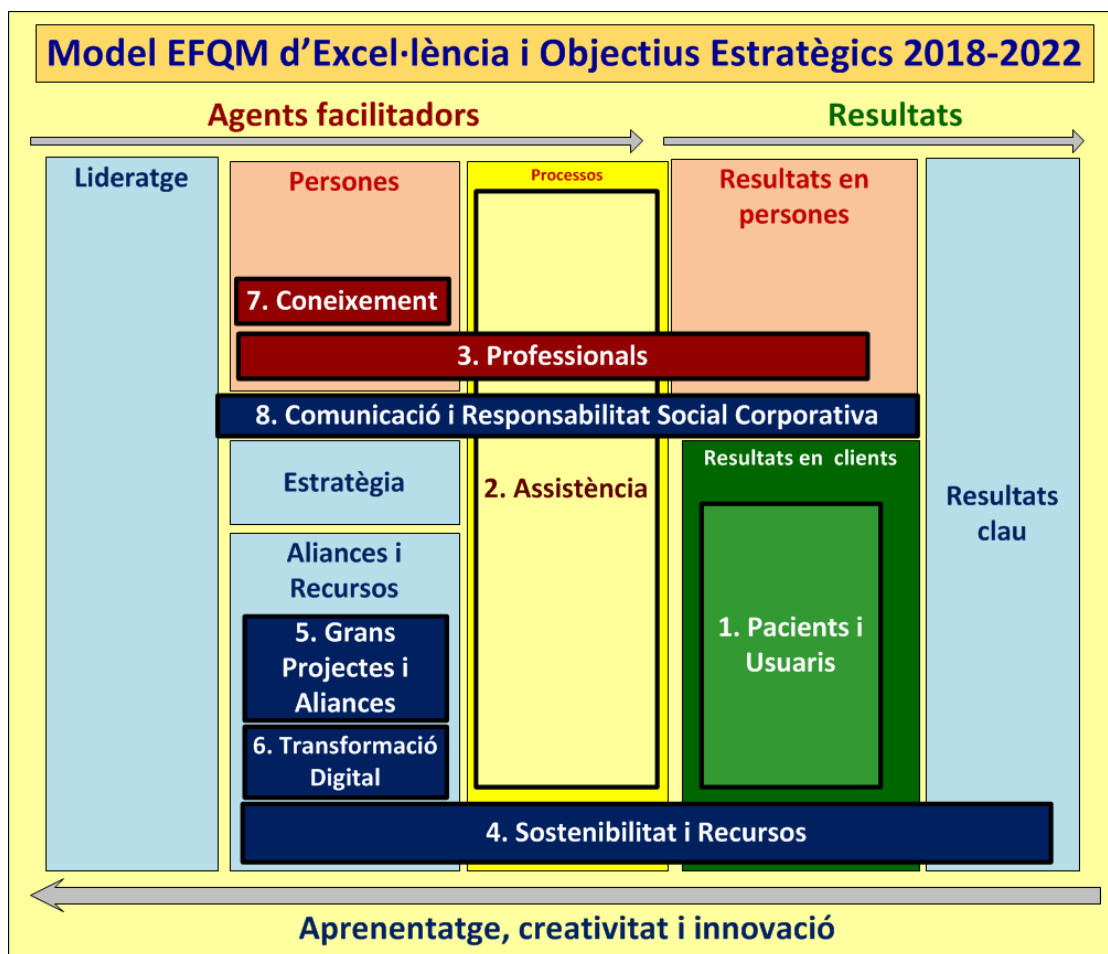 Model EFQM d'Excel·lència i Objectius Estratègics 2018-2022
Agents facilitadors
Resultats
Lideratge
Persones
Processos
Resultats en
persones
7. Coneixement
3. Professionals
8. Comunicació i Responsabilitat Social Corporativa
Estratègia
2. Assistència
Resultats en clients
Resultats
clau
Aliances i
Recursos
5. Grans
Projectes i
Aliances
1. Pacients i
Usuaris
6. Transformació
Digital
4. Sostenibilitat i Recursos
Aprenentatge, creativitat i innovació